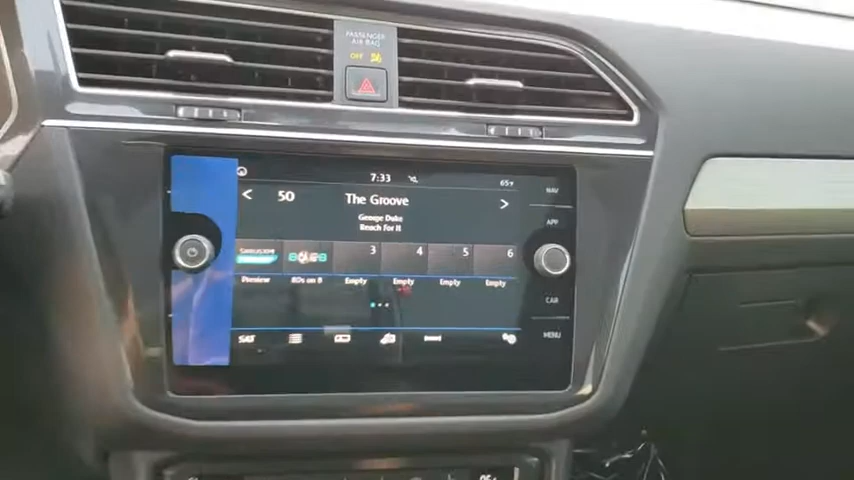 PASSENGER
AIR BAG
OFF
7:33
65°F
50
The Groove
NAV
George Duke
Reach For It
APP
SiriusXM
3
4
5
6
Preview
80s on 8
Empty
Empty
Empty
Empty
CAR
SAT
MENU